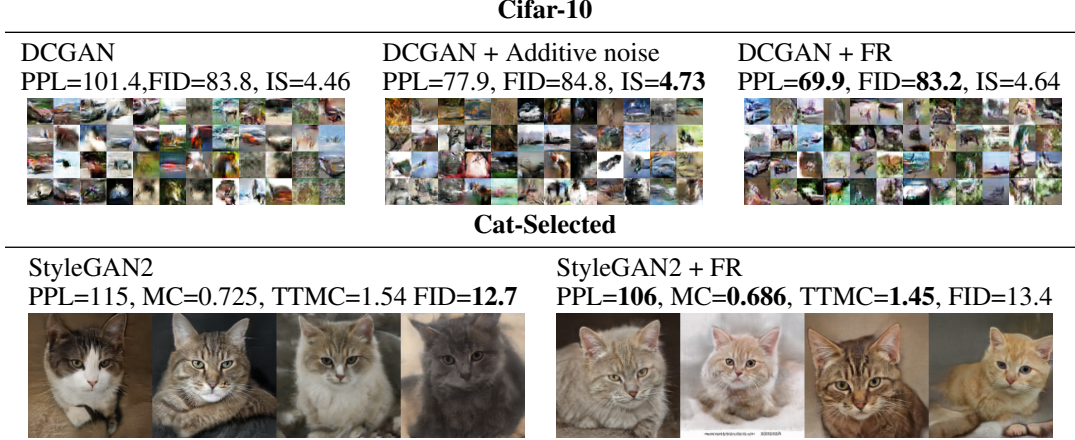 Cifar-10
DCGAN
PPL=101.4,FID=83.8, IS=4.46
DCGAN + Additive noise
PPL=77.9, FID=84.8, IS=4.73
DCGAN + FR
PPL=69.9, FID=83.2, IS=4.64
Cat-Selected
StyleGAN2
PPL=115, MC=0.725, TTMC=1.54 FID=12.7
StyleGAN2 + FR
PPL=106, MC=0.686, TTMC=1.45, FID=13.4